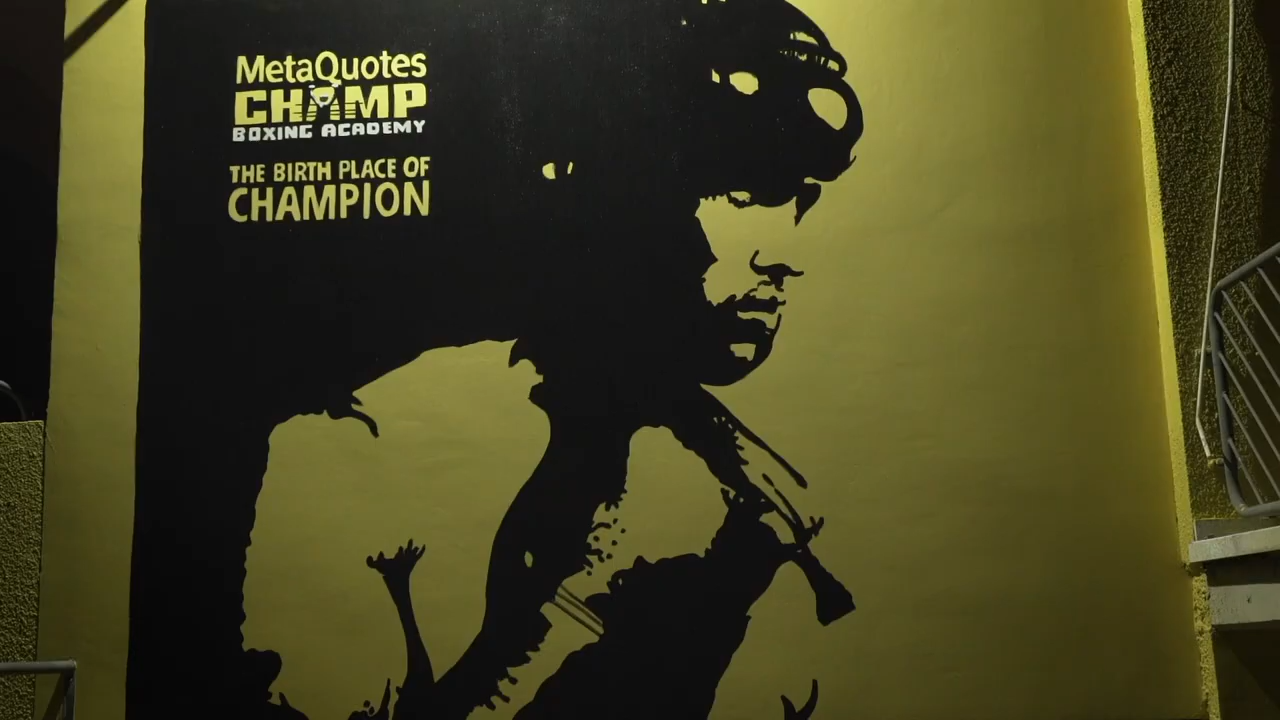 MetaQuotes
CHAMP
BOXING ACADEMY
THE BIRTH PLACE OF
CHAMPION